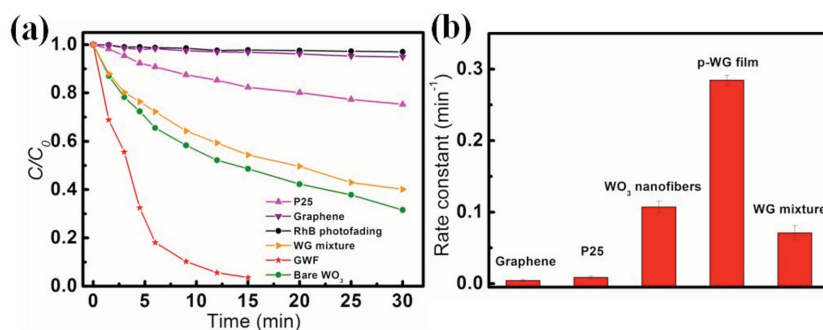 (a)
C/C₀
1.0
0.8
0.6
0.4
0.2
0.0
P25
Graphene
RhB photofading
WG mixture
GWF
Bare WO₃
0 5 10 15 20 25 30
Time (min)
(b)
Rate constant (min⁻¹)
0.3
0.2
0.1
0.0
Graphene
P25
WO₃ nanofibers
p-WG film
WG mixture